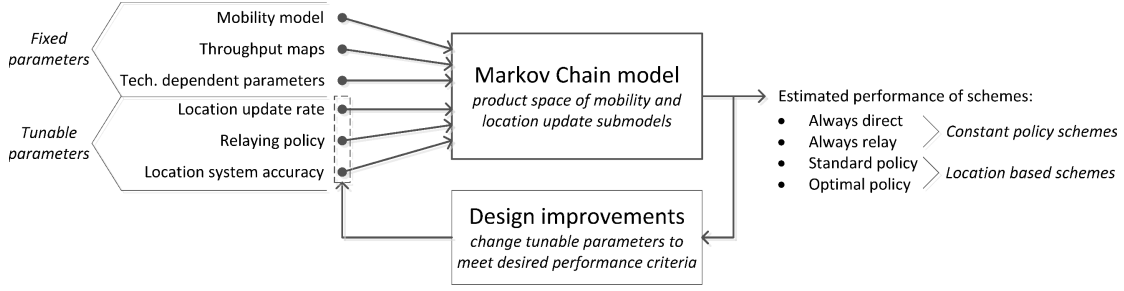 Fixed
parameters
Mobility model
Throughput maps
Tech. dependent parameters
Tunable
parameters
Location update rate
Relaying policy
Location system accuracy
Markov Chain model
product space of mobility and
location update submodels
Design improvements
change tunable parameters to
meet desired performance criteria
Estimated performance of schemes:
• Always direct
• Always relay
Constant policy schemes
• Standard policy
• Optimal policy
Location based schemes